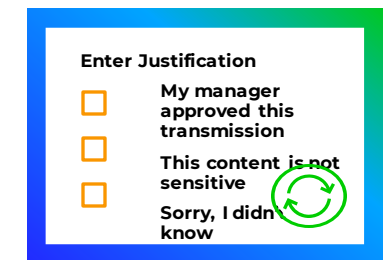 Enter Justification
My manager
approved this
transmission
This content is not
sensitive
Sorry, I didn't
know